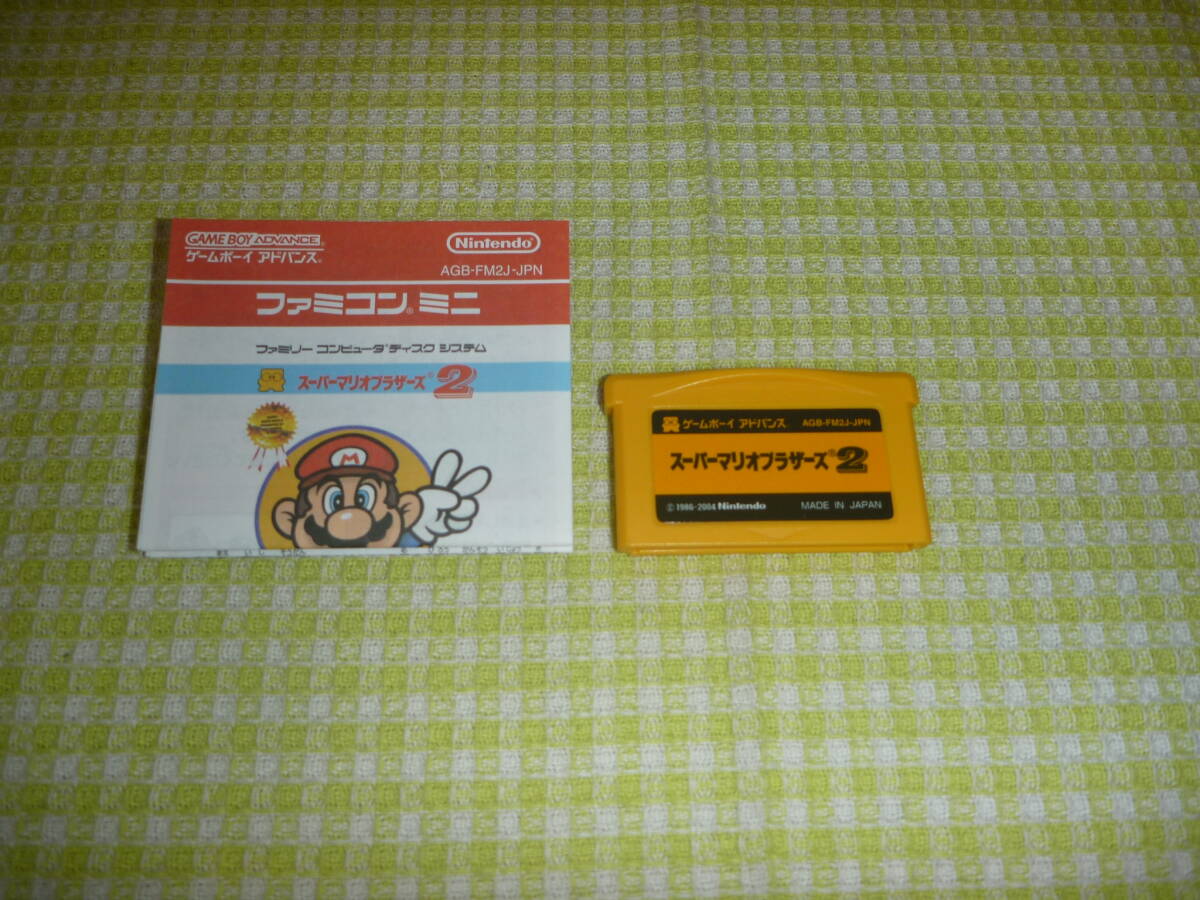 GAME BOY ADVANCE
ゲームボーイ アドバンス®
Nintendo®
AGB-FM2J-JPN
ファミコン®ミニ
ファミリー コンピュータ®ディスク システム
スーパーマリオブラザーズ®2
M
ゲームボーイ アドバンス
AGB-FM2J-JPN
スーパーマリオブラザーズ®2
©1986-2004 Nintendo
MADE IN JAPAN